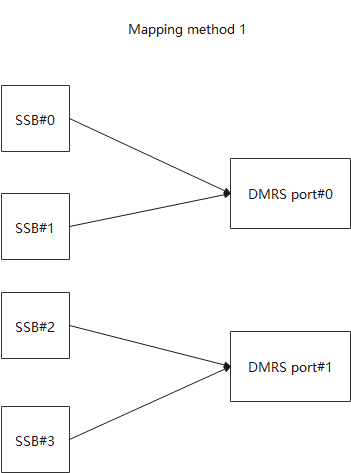 Mapping method 1
SSB#0
SSB#1
DMRS port#0
SSB#2
SSB#3
DMRS port#1